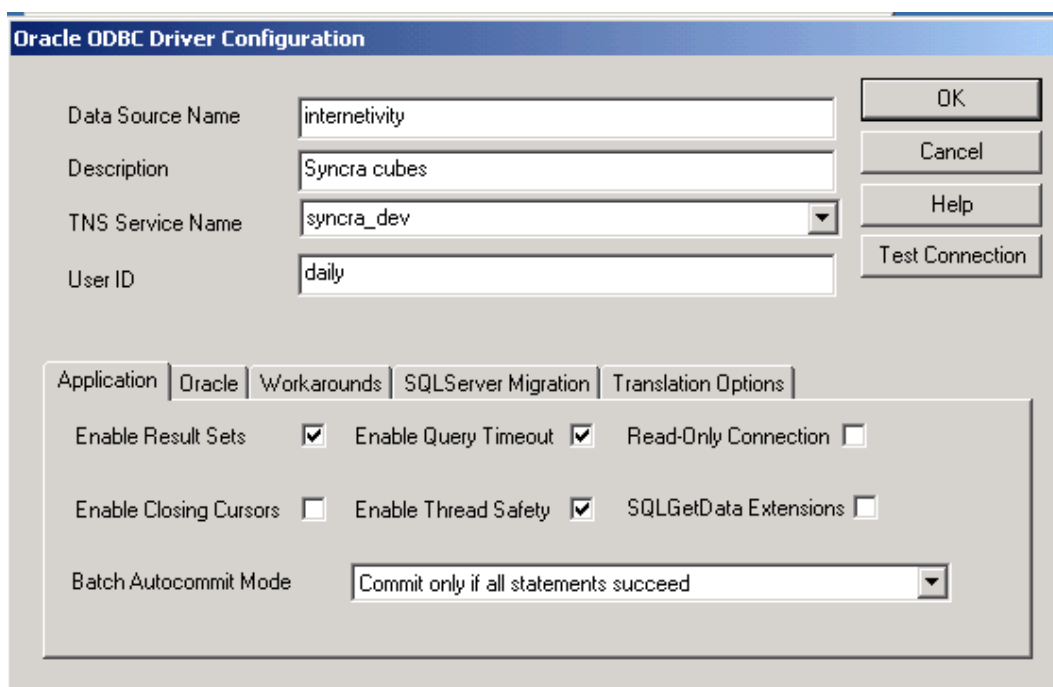 Oracle ODBC Driver Configuration
Data Source Name internetivity OK
Description Syncra cubes Cancel
TNS Service Name syncra_dev Help
User ID daily Test Connection
Application Oracle Workarounds SQLServer Migration Translation Options
Enable Result Sets Enable Query Timeout Read-Only Connection
Enable Closing Cursors Enable Thread Safety SQLGetData Extensions
Batch Autocommit Mode Commit only if all statements succeed